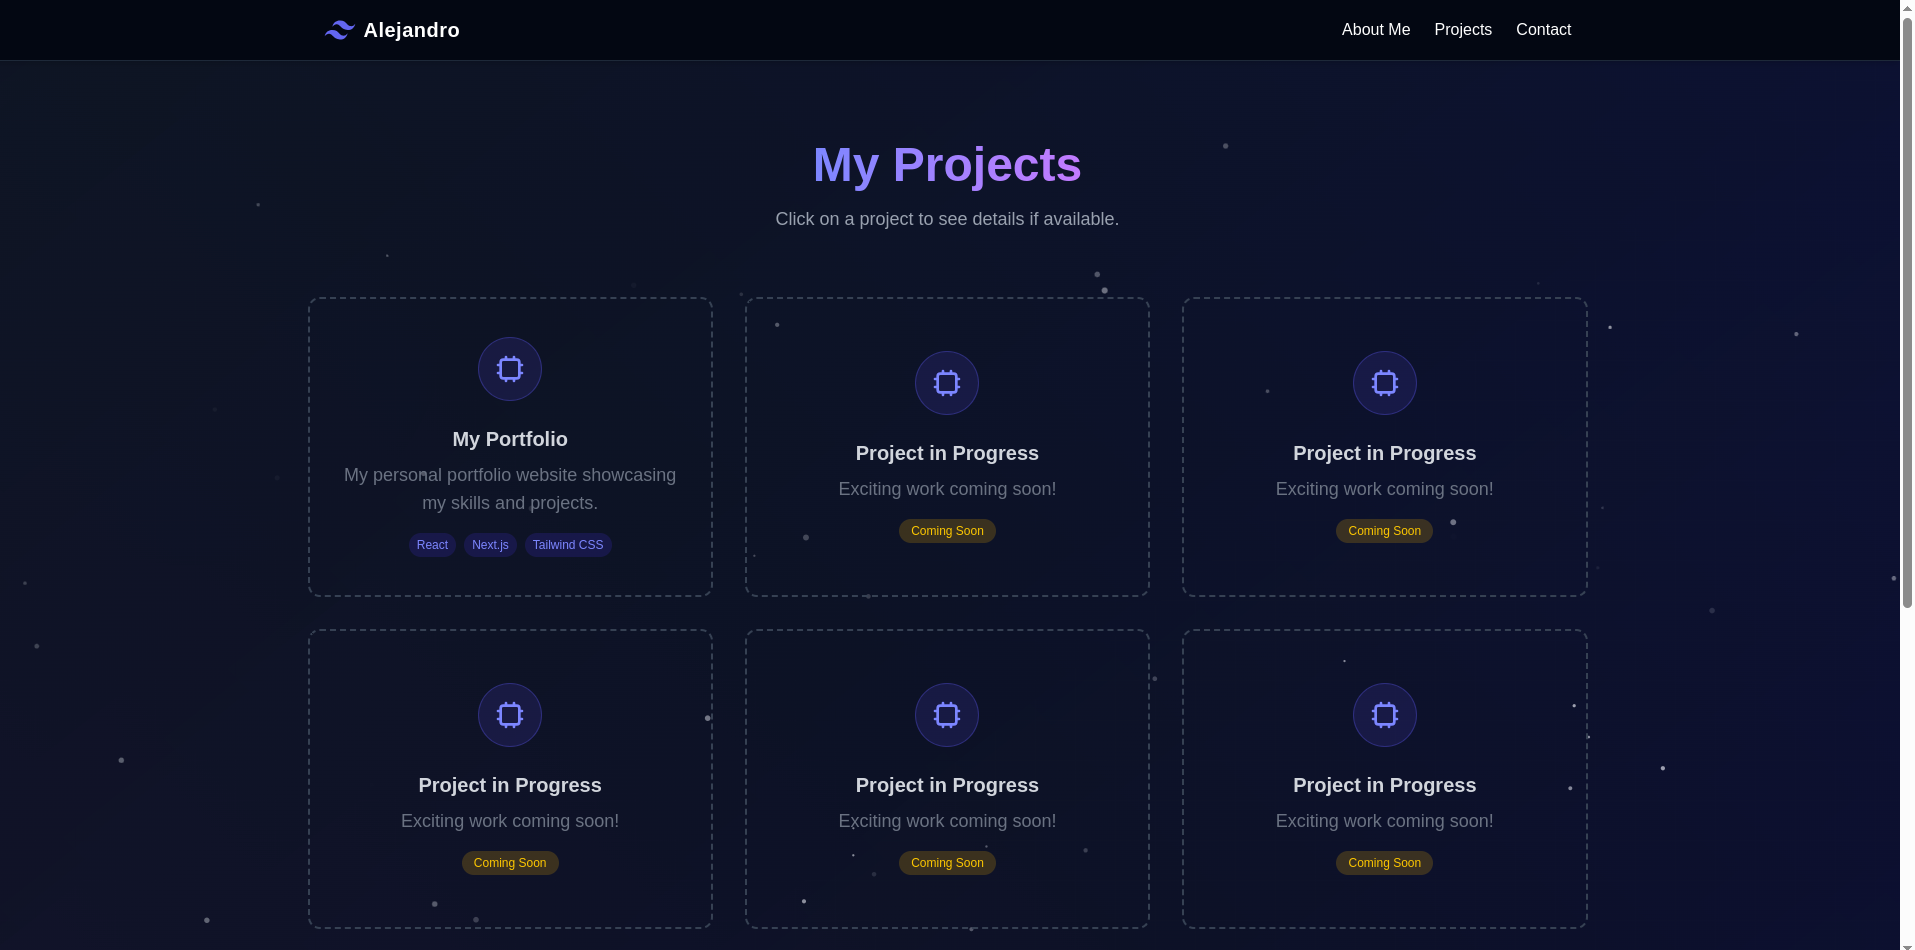 Alejandro
About Me
Projects
Contact
My Projects
Click on a project to see details if available.
My Portfolio
My personal portfolio website showcasing
my skills and projects.
React
Next.js
Tailwind CSS
Project in Progress
Exciting work coming soon!
Coming Soon
Project in Progress
Exciting work coming soon!
Coming Soon
Project in Progress
Exciting work coming soon!
Coming Soon
Project in Progress
Exciting work coming soon!
Coming Soon
Project in Progress
Exciting work coming soon!
Coming Soon